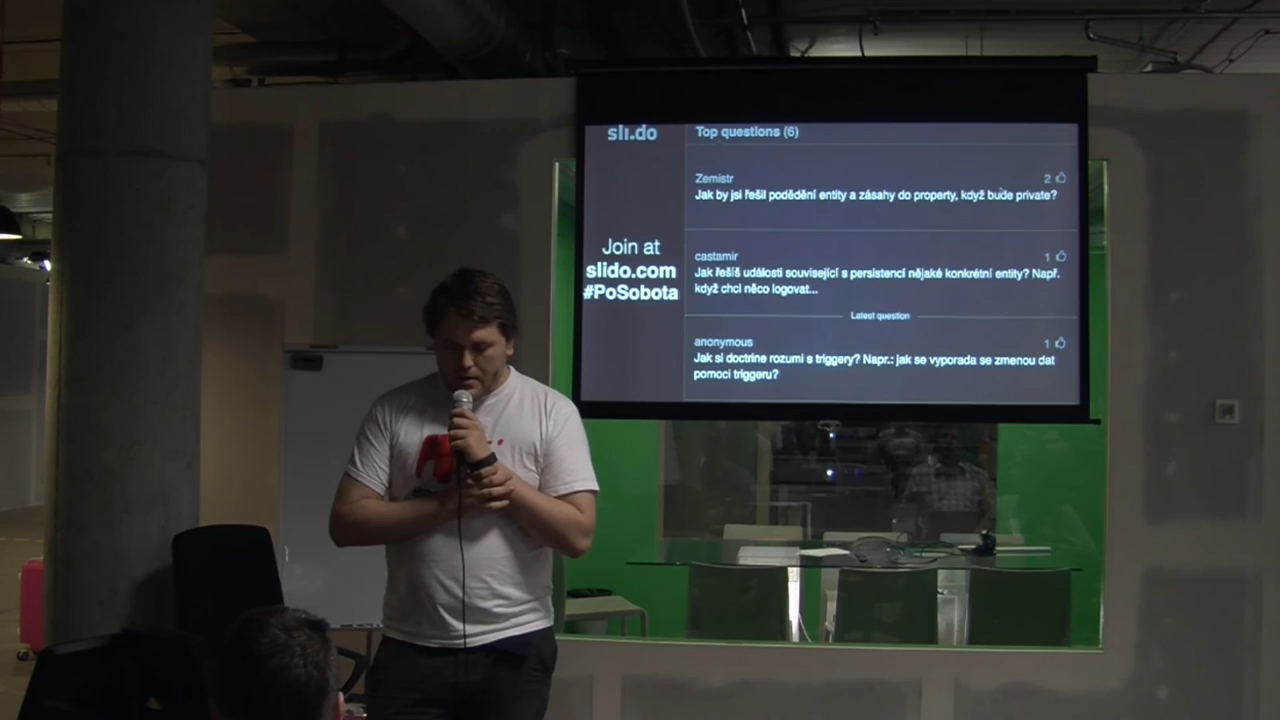 sli.do
Top questions (6)
Zemistr
2
Jak by jsi řešil podědění entity a zásahy do property, když bude private?
Join at
slido.com
#PoSobota
castamir
1
Jak řešíš události související s persistencí nějaké konkrétní entity? Např.
když chci něco logovat...
Latest question
anonymous
1
Jak si doctrine rozumi s triggery? Napr.: jak se vyporada se zmenou dat
pomoci triggeru?